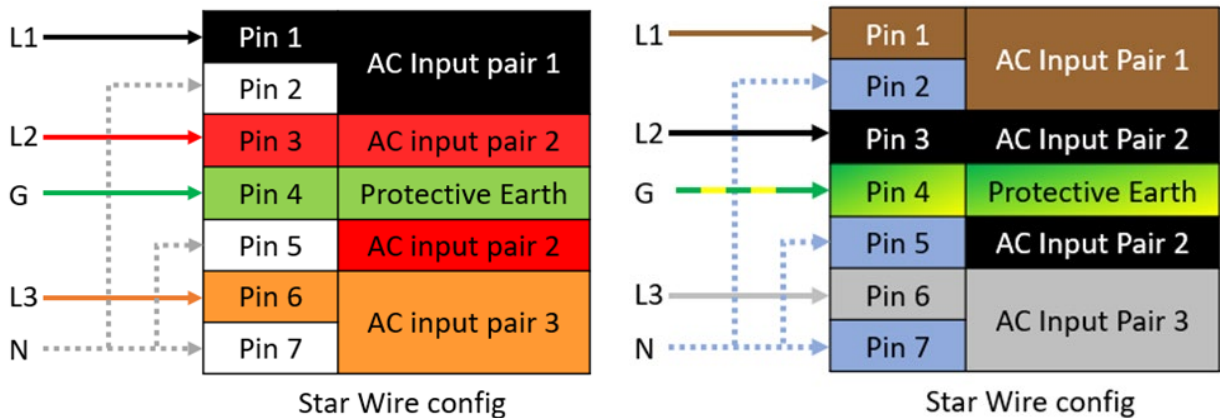 L1 Pin 1 AC Input pair 1
Pin 2
L2 Pin 3 AC input pair 2
G Pin 4 Protective Earth
Pin 5 AC input pair 2
L3 Pin 6 AC input pair 3
N Pin 7
Star Wire config
L1 Pin 1 AC Input Pair 1
Pin 2
L2 Pin 3 AC Input Pair 2
G Pin 4 Protective Earth
Pin 5 AC Input Pair 2
L3 Pin 6 AC Input Pair 3
N Pin 7
Star Wire config